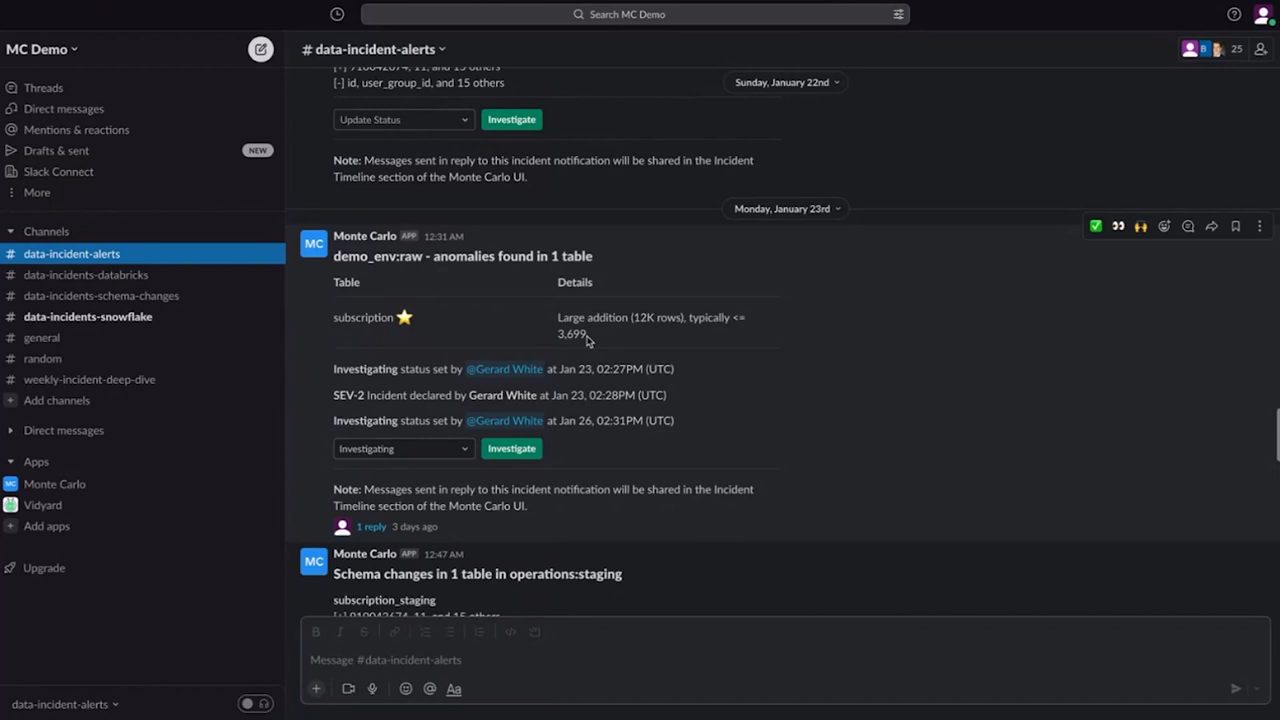 Search MC Demo
MC Demo
# data-incident-alerts
25
Threads
Direct messages
Mentions & reactions
Drafts & sent
NEW
Slack Connect
More
Channels
# data-incident-alerts
# data-incidents-databricks
# data-incidents-schema-changes
# data-incidents-snowflake
# general
# random
# weekly-incident-deep-dive
Add channels
Direct messages
Apps
MC Monte Carlo
Vidyard
Add apps
Upgrade
data-incident-alerts
[-] id, user_group_id, and 15 others
Sunday, January 22nd
Update Status
Investigate
Note: Messages sent in reply to this incident notification will be shared in the Incident
Timeline section of the Monte Carlo UI.
Monday, January 23rd
MC
Monte Carlo APP 12:31 AM
demo_env:raw - anomalies found in 1 table
Table Details
subscription Large addition (12K rows), typically <=
3,699
Investigating status set by @Gerard White at Jan 23, 02:27PM (UTC)
SEV-2 Incident declared by Gerard White at Jan 23, 02:28PM (UTC)
Investigating status set by @Gerard White at Jan 26, 02:31PM (UTC)
Investigating
Investigate
Note: Messages sent in reply to this incident notification will be shared in the Incident
Timeline section of the Monte Carlo UI.
1 reply 3 days ago
MC
Monte Carlo APP 12:47 AM
Schema changes in 1 table in operations:staging
subscription_staging
Message #data-incident-alerts
Aa